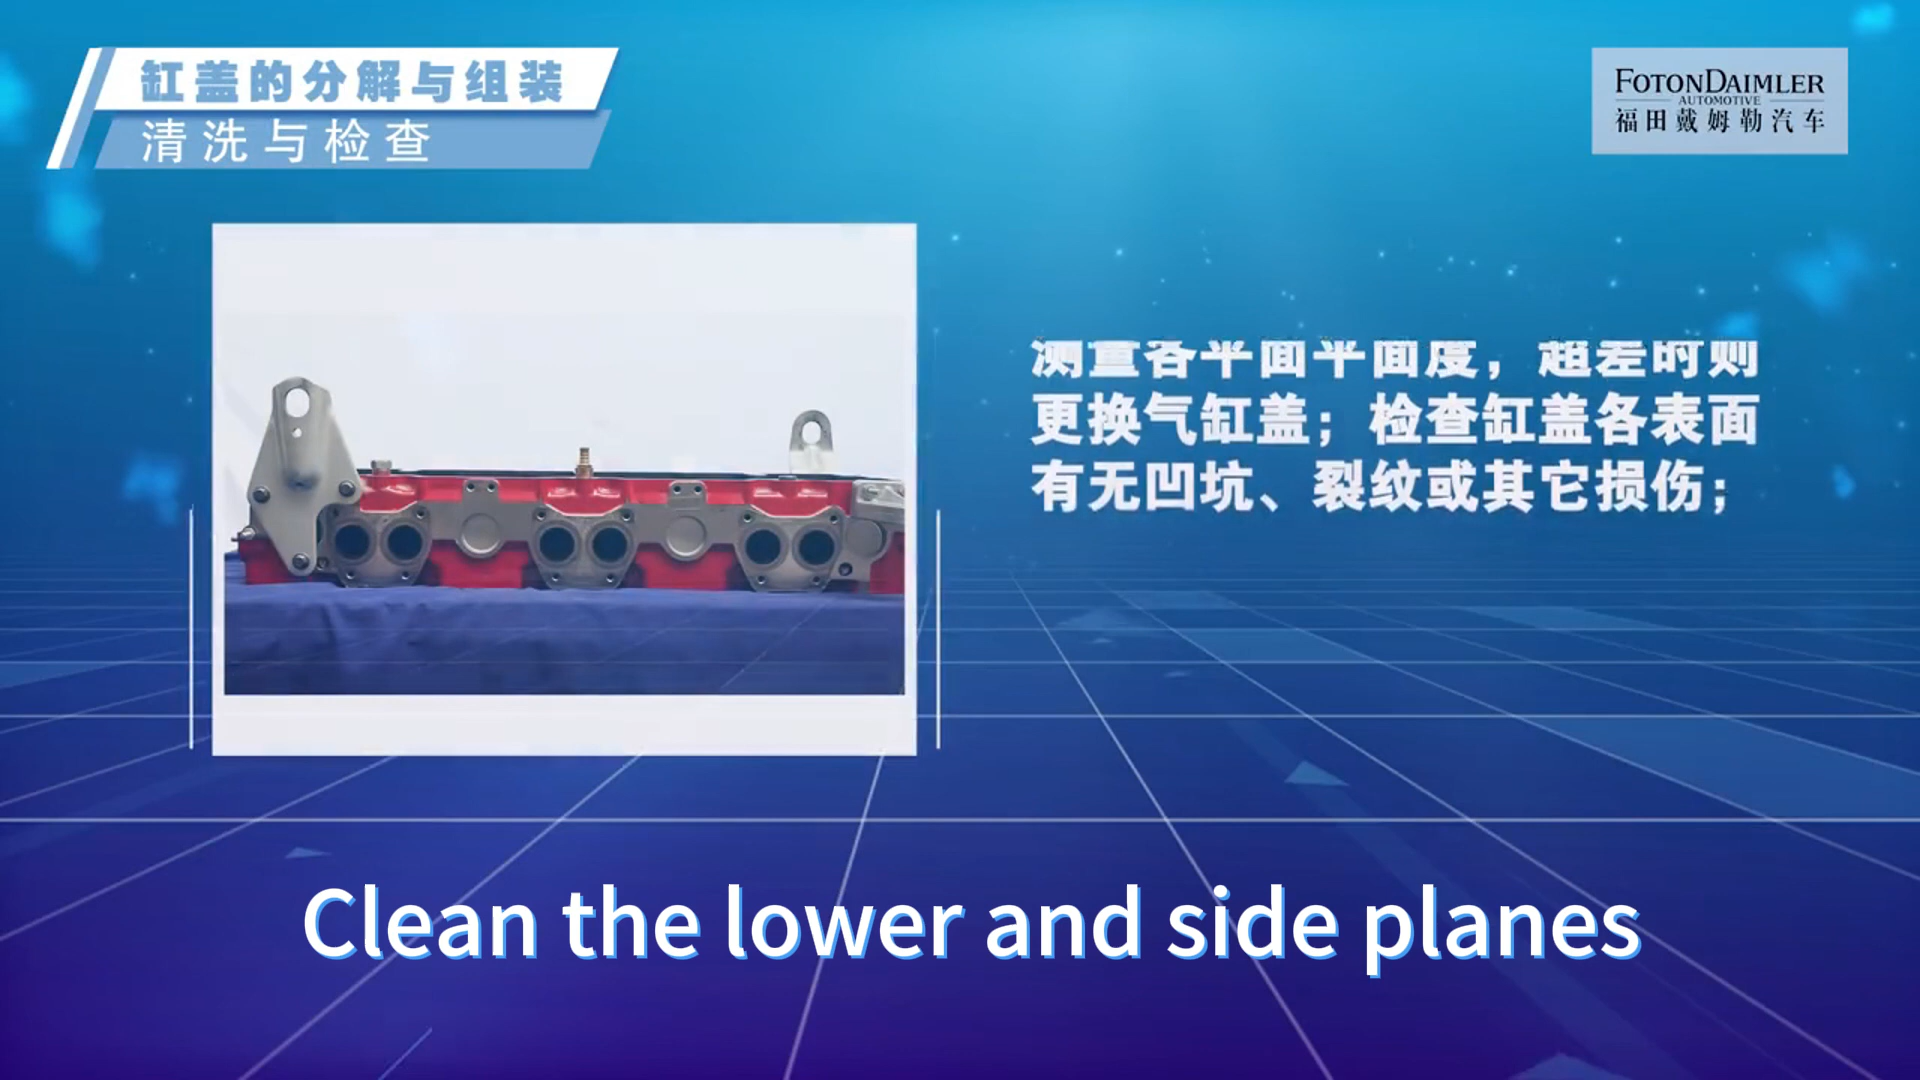 缸盖的分解与组装
清洗与检查
FOTONDAIMLER
AUTOMOTIVE
福田戴姆勒汽车
测量各平面平面度，超差时则
更换气缸盖；检查缸盖各表面
有无凹坑、裂纹或其它损伤；
Clean the lower and side planes